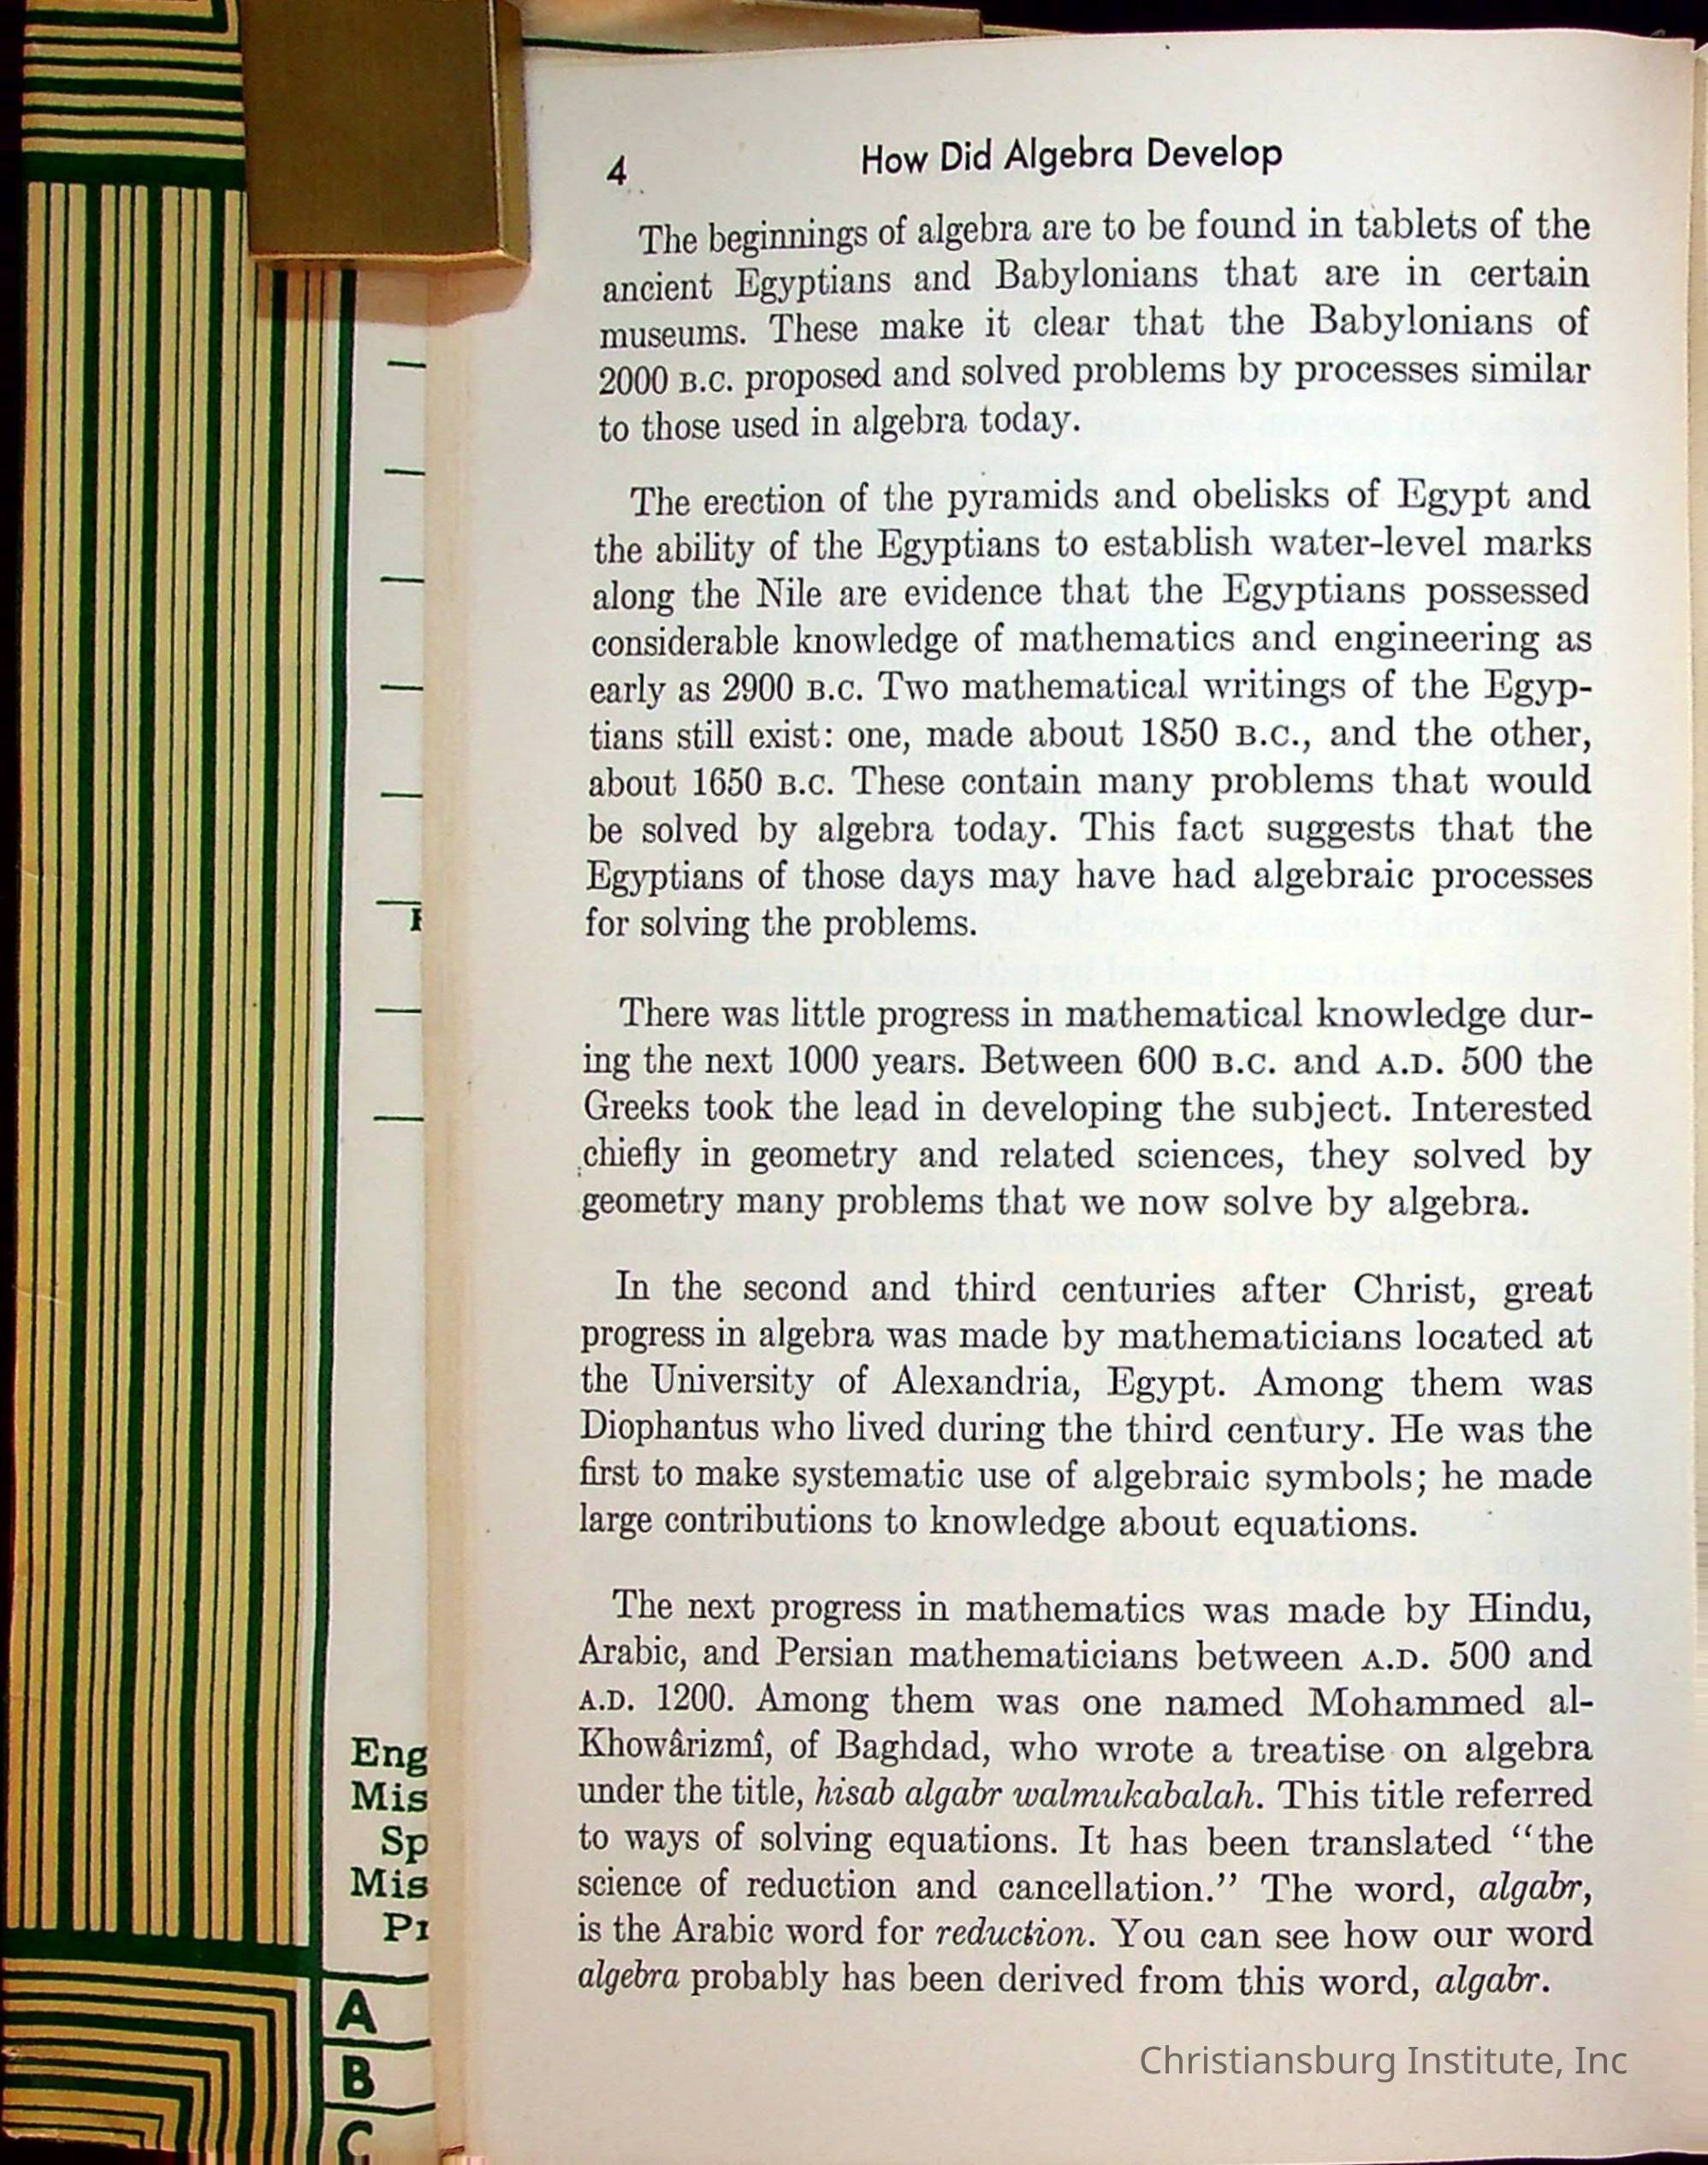 4
How Did Algebra Develop
The beginnings of algebra are to be found in tablets of the
ancient Egyptians and Babylonians that are in certain
museums. These make it clear that the Babylonians of
2000 B.C. proposed and solved problems by processes similar
to those used in algebra today.
The erection of the pyramids and obelisks of Egypt and
the ability of the Egyptians to establish water-level marks
along the Nile are evidence that the Egyptians possessed
considerable knowledge of mathematics and engineering as
early as 2900 B.C. Two mathematical writings of the Egyp-
tians still exist: one, made about 1850 B.C., and the other,
about 1650 B.C. These contain many problems that would
be solved by algebra today. This fact suggests that the
Egyptians of those days may have had algebraic processes
for solving the problems.
There was little progress in mathematical knowledge dur-
ing the next 1000 years. Between 600 B.C. and A.D. 500 the
Greeks took the lead in developing the subject. Interested
chiefly in geometry and related sciences, they solved by
geometry many problems that we now solve by algebra.
In the second and third centuries after Christ, great
progress in algebra was made by mathematicians located at
the University of Alexandria, Egypt. Among them was
Diophantus who lived during the third century. He was the
first to make systematic use of algebraic symbols; he made
large contributions to knowledge about equations.
The next progress in mathematics was made by Hindu,
Arabic, and Persian mathematicians between A.D. 500 and
A.D. 1200. Among them was one named Mohammed al-
Khowârizmî, of Baghdad, who wrote a treatise on algebra
under the title, hisab algabr walmukabalah. This title referred
to ways of solving equations. It has been translated “the
science of reduction and cancellation.” The word, algabr,
is the Arabic word for reduction. You can see how our word
algebra probably has been derived from this word, algabr.
Eng
Mis
Sp
Mis
A
B
C
Christiansburg Institute, Inc